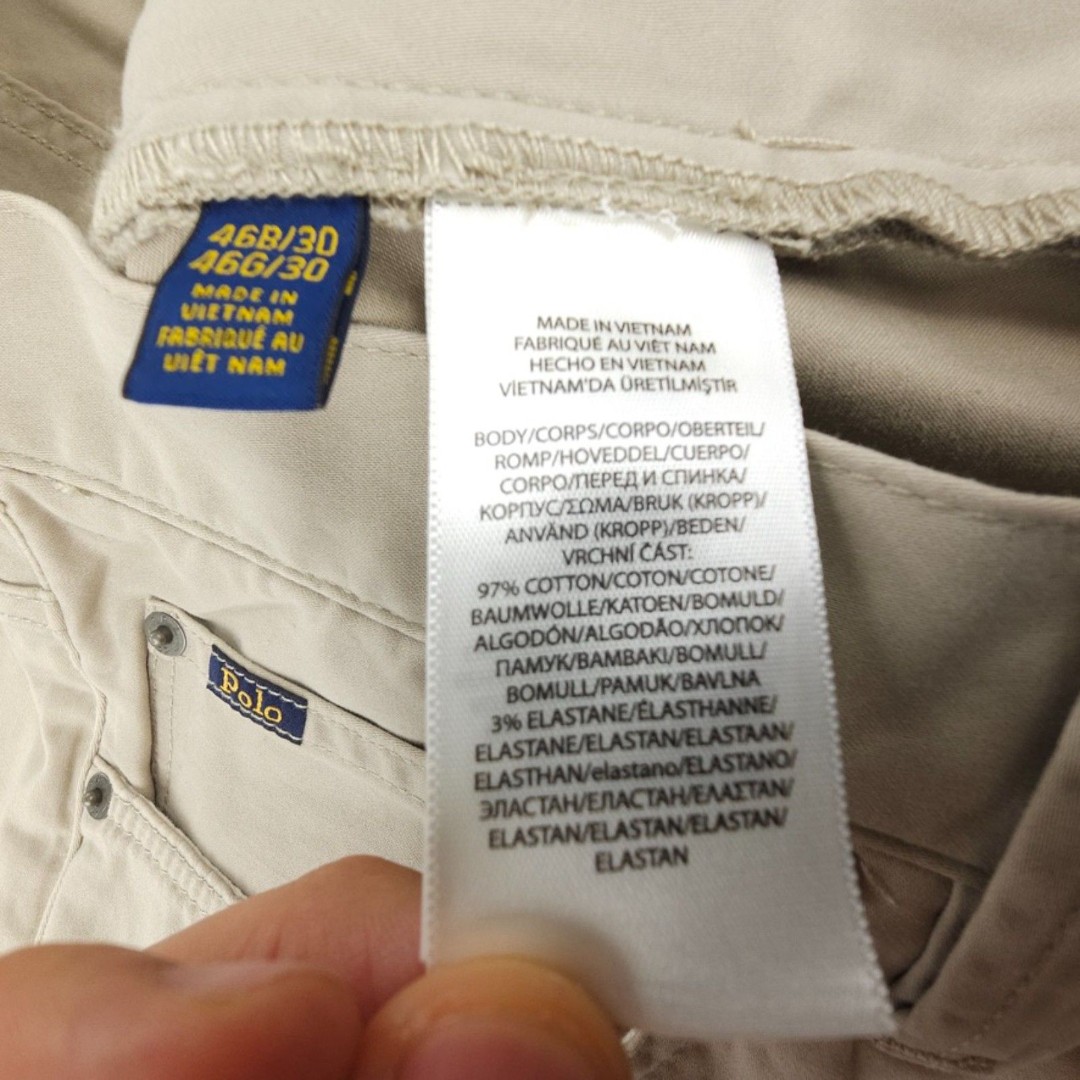 46B/30
46G/30
MADE IN
VIETNAM
FABRIQUÉ AU
VIÊT NAM
MADE IN VIETNAM
FABRIQUÉ AU VIÊT NAM
HECHO EN VIETNAM
VİETNAM'DA ÜRETİLMİŞTİR
BODY/CORPS/CORPO/OBERTEIL/
ROMP/HOVEDDEL/CUERPO/
CORPO/ПЕРЕД И СПИНКА/
КОРПУС/ΣΩΜΑ/BRUK (KROPP)/
ANVÄND (KROPP)/BEDEN/
VRCHNÍ ČÁST:
97% COTTON/COTON/COTONE/
BAUMWOLLE/KATOEN/BOMULD/
ALGODÓN/ALGODÃO/ХЛОПОК/
ПАМУК/ΒΑΜΒΑΚΙ/BOMULL/
BOMULL/PAMUK/BAVLNA
3% ELASTANE/ÉLASTHANNE/
ELASTANE/ELASTAN/ELASTAAN/
ELASTHAN/elastano/ELASTANO/
ЭЛАСТАН/ЕЛАСТАН/ΕΛΑΣΤΑΝ/
ELASTAN/ELASTAN/ELASTAN/
ELASTAN
Polo